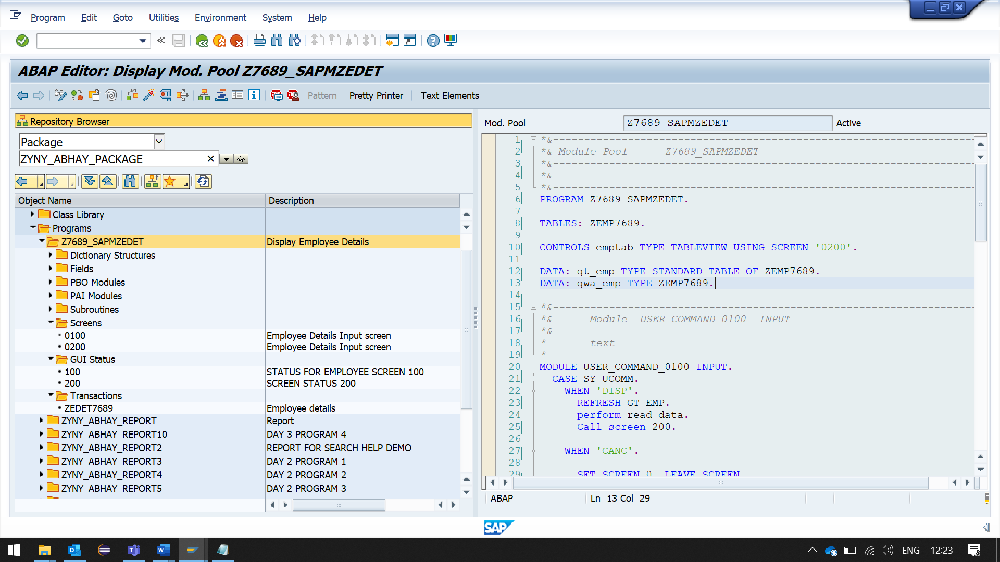 Program Edit Goto Utilities Environment System Help
ABAP Editor: Display Mod. Pool Z7689_SAPMZEDET
Pattern Pretty Printer Text Elements
Repository Browser
Package
ZYNY_ABHAY_PACKAGE
Object Name Description
Class Library
Programs
Z7689_SAPMZEDET Display Employee Details
Dictionary Structures
Fields
PBO Modules
PAI Modules
Subroutines
Screens
0100 Employee Details Input screen
0200 Employee Details Input screen
GUI Status
100 STATUS FOR EMPLOYEE SCREEN 100
200 SCREEN STATUS 200
Transactions
ZEDET7689 Employee details
ZYNY_ABHAY_REPORT Report
ZYNY_ABHAY_REPORT10 DAY 3 PROGRAM 4
ZYNY_ABHAY_REPORT2 REPORT FOR SEARCH HELP DEMO
ZYNY_ABHAY_REPORT3 DAY 2 PROGRAM 1
ZYNY_ABHAY_REPORT4 DAY 2 PROGRAM 2
ZYNY_ABHAY_REPORT5 DAY 2 PROGRAM 3
Mod. Pool Z7689_SAPMZEDET Active
1 *&---------------------------------------------------------------------
2 *& Module Pool Z7689_SAPMZEDET
3 *&---------------------------------------------------------------------
4 *&
5 *&---------------------------------------------------------------------
6 PROGRAM Z7689_SAPMZEDET.
7
8 TABLES: ZEMP7689.
9
10 CONTROLS emptab TYPE TABLEVIEW USING SCREEN '0200'.
11
12 DATA: gt_emp TYPE STANDARD TABLE OF ZEMP7689.
13 DATA: gwa_emp TYPE ZEMP7689.
14
15 *&---------------------------------------------------------------------
16 *& Module USER_COMMAND_0100 INPUT
17 *&---------------------------------------------------------------------
18 * text
19 *----------------------------------------------------------------------
20 MODULE USER_COMMAND_0100 INPUT.
21 CASE SY-UCOMM.
22 WHEN 'DISP'.
23 REFRESH GT_EMP.
24 perform read_data.
25 Call screen 200.
26
27 WHEN 'CANC'.
28
29 SET SCREEN 0. LEAVE SCREEN
ABAP Ln 13 Col 29
SAP
ENG 12:23